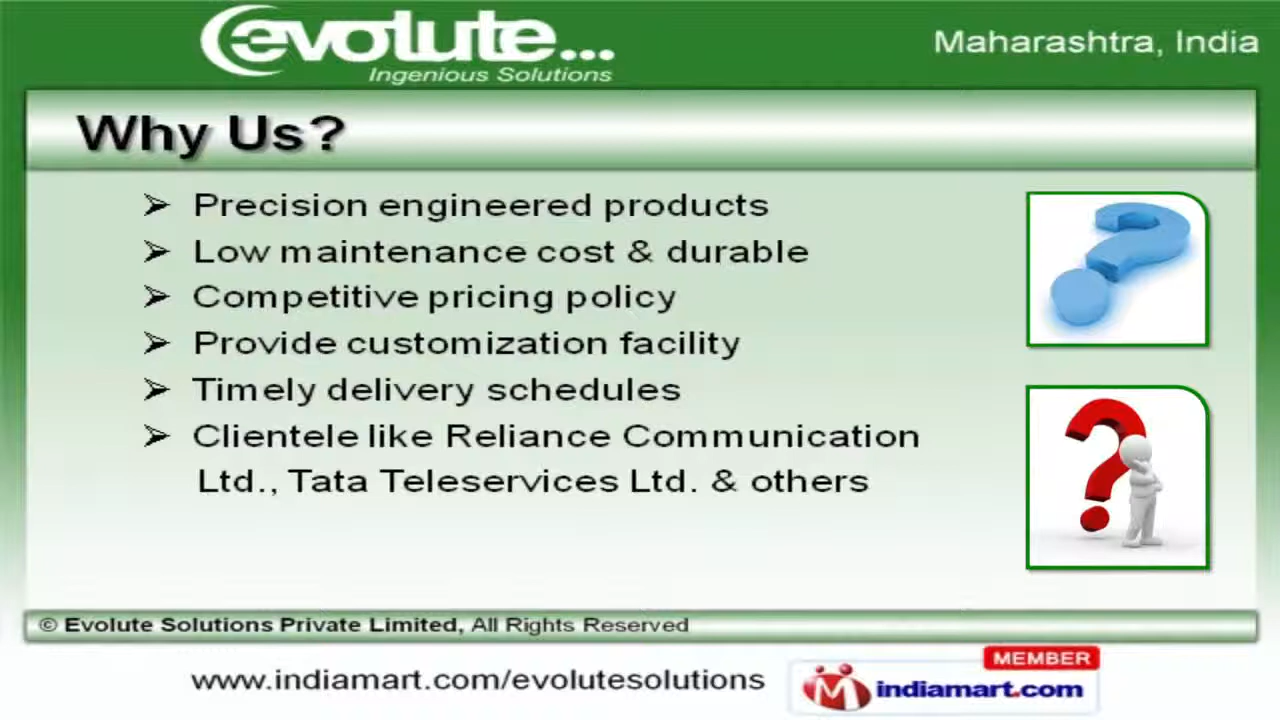 evolute...
Ingenious Solutions
Maharashtra, India
Why Us?
➢ Precision engineered products
➢ Low maintenance cost & durable
➢ Competitive pricing policy
➢ Provide customization facility
➢ Timely delivery schedules
➢ Clientele like Reliance Communication
Ltd., Tata Teleservices Ltd. & others
© Evolute Solutions Private Limited, All Rights Reserved
www.indiamart.com/evolutesolutions
MEMBER
indiamart.com